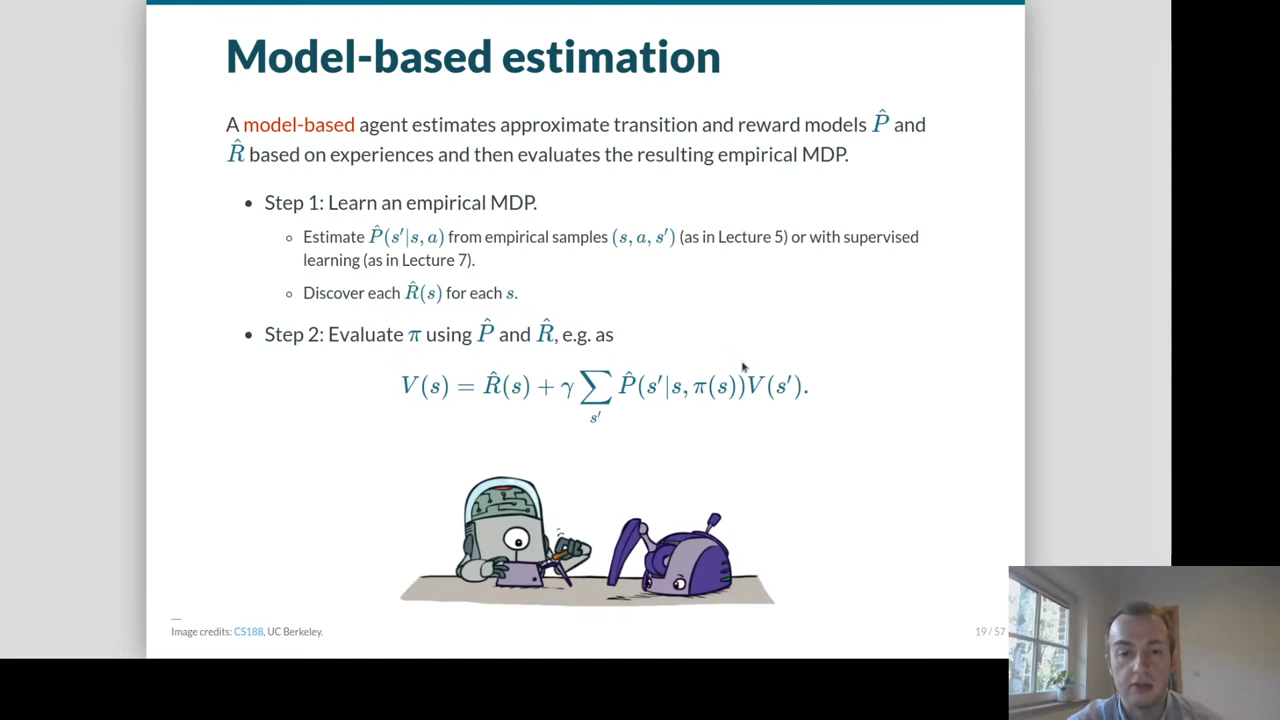 Model-based estimation
A model-based agent estimates approximate transition and reward models P̂ and
R̂ based on experiences and then evaluates the resulting empirical MDP.
• Step 1: Learn an empirical MDP.
◦ Estimate P̂(s′|s, a) from empirical samples (s, a, s′) (as in Lecture 5) or with supervised
learning (as in Lecture 7).
◦ Discover each R̂(s) for each s.
• Step 2: Evaluate π using P̂ and R̂, e.g. as
V(s) = R̂(s) + γ ∑_{s′} P̂(s′|s, π(s))V(s′).
Image credits: CS188, UC Berkeley.
19 / 57